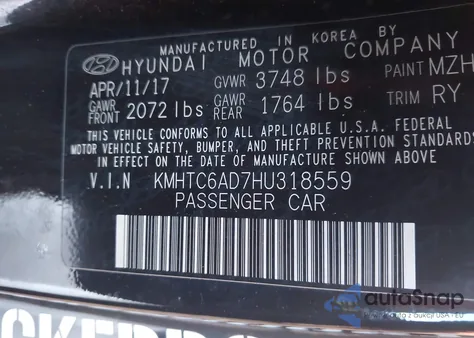 MANUFACTURED IN KOREA BY
HYUNDAI MOTOR COMPANY
APR/11/17 GVWR 3748 lbs PAINT MZH
GAWR FRONT 2072 lbs GAWR REAR 1764 lbs TRIM RY
THIS VEHICLE CONFORMS TO ALL APPLICABLE U.S.A. FEDERAL
MOTOR VEHICLE SAFETY, BUMPER, AND THEFT PREVENTION STANDARDS
IN EFFECT ON THE DATE OF MANUFACTURE SHOWN ABOVE.
V.I.N KMHTC6AD7HU318559
PASSENGER CAR
autoSnap